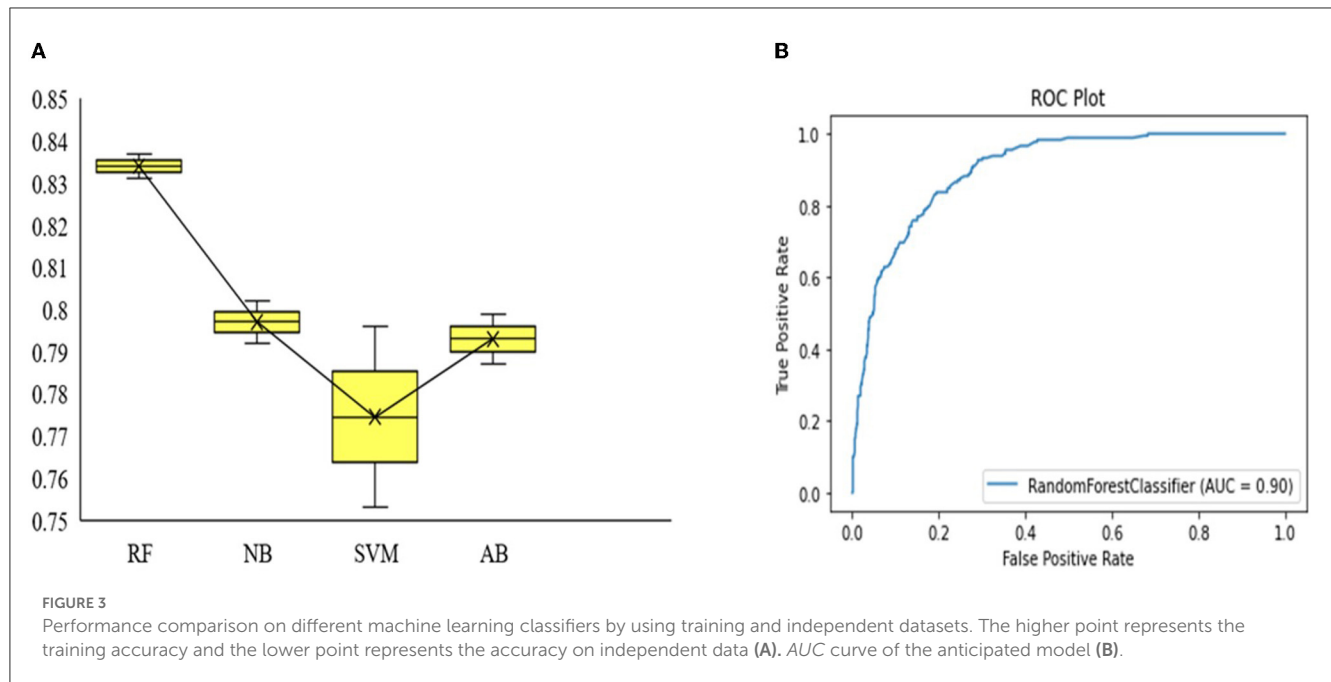 A
0.85
0.84
0.83
0.82
0.81
0.8
0.79
0.78
0.77
0.76
0.75
RF NB SVM AB
B
ROC Plot
True Positive Rate
1.0
0.8
0.6
0.4
0.2
0.0
RandomForestClassifier (AUC = 0.90)
0.0 0.2 0.4 0.6 0.8 1.0
False Positive Rate
FIGURE 3
Performance comparison on different machine learning classifiers by using training and independent datasets. The higher point represents the
training accuracy and the lower point represents the accuracy on independent data (A). AUC curve of the anticipated model (B).